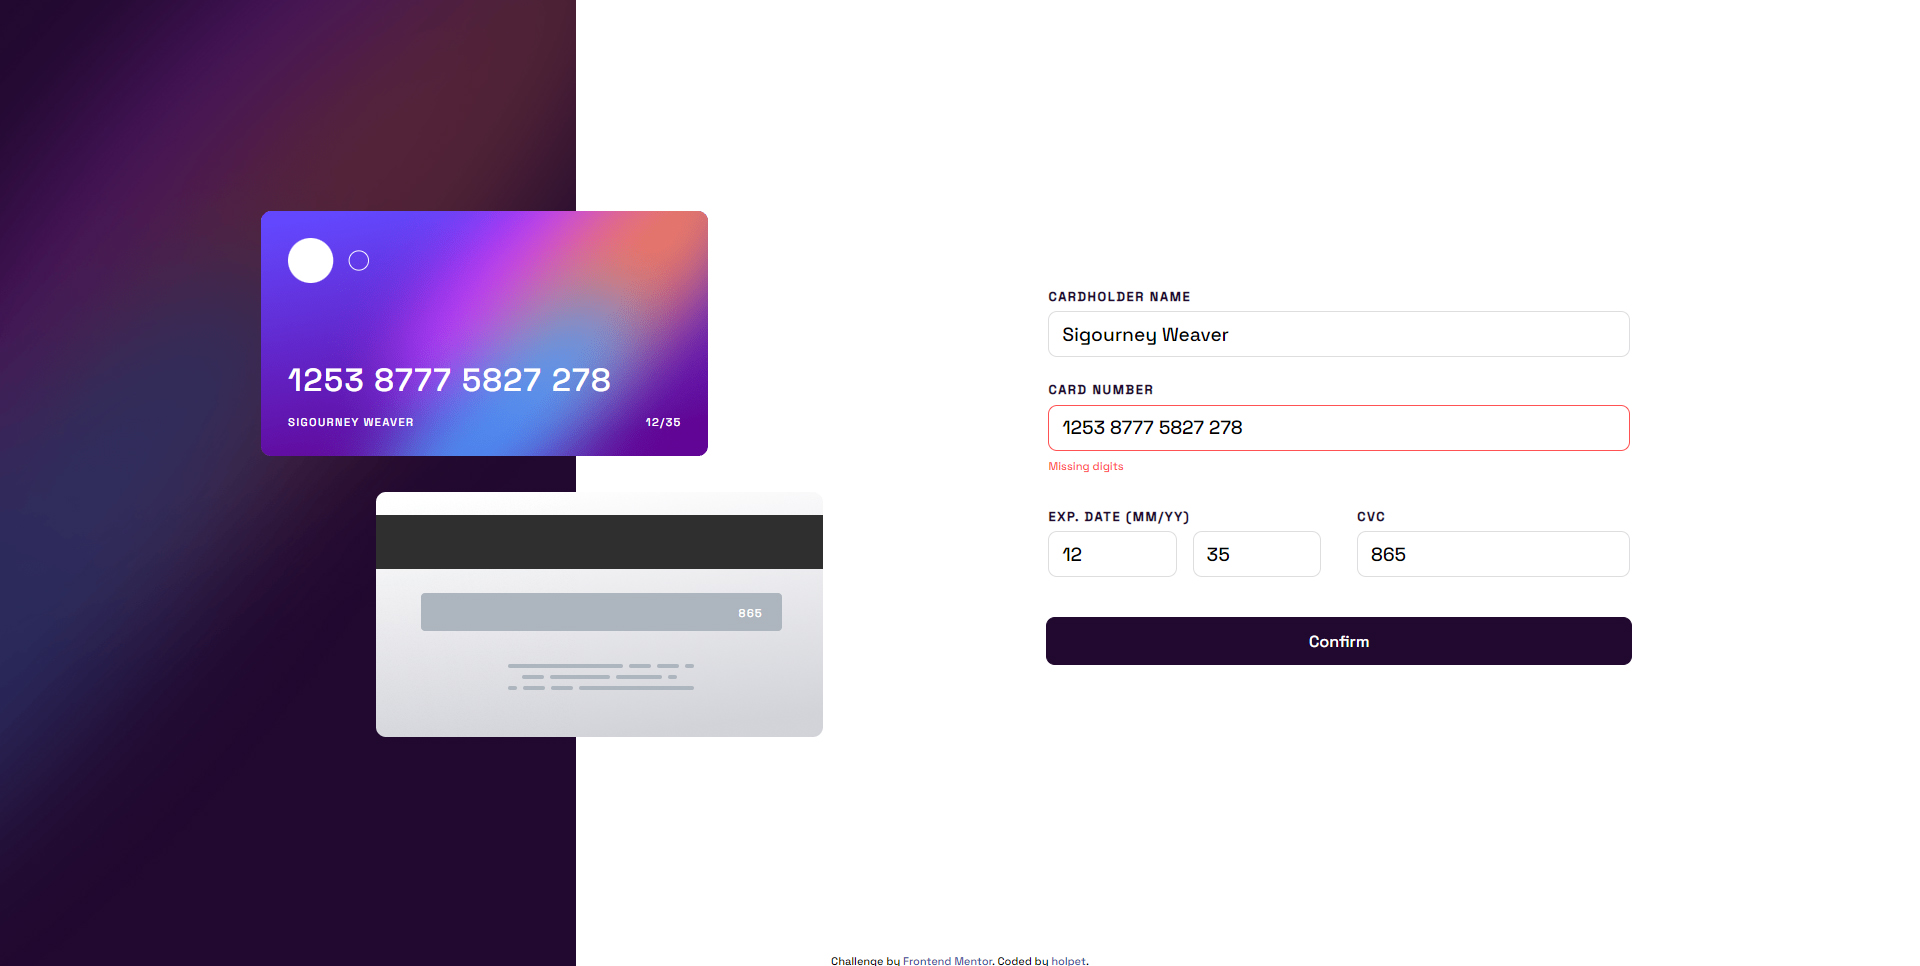 1253 8777 5827 278
SIGOURNEY WEAVER 12/35
865
CARDHOLDER NAME
Sigourney Weaver
CARD NUMBER
1253 8777 5827 278
Missing digits
EXP. DATE (MM/YY) CVC
12 35 865
Confirm
Challenge by Frontend Mentor. Coded by holpet.